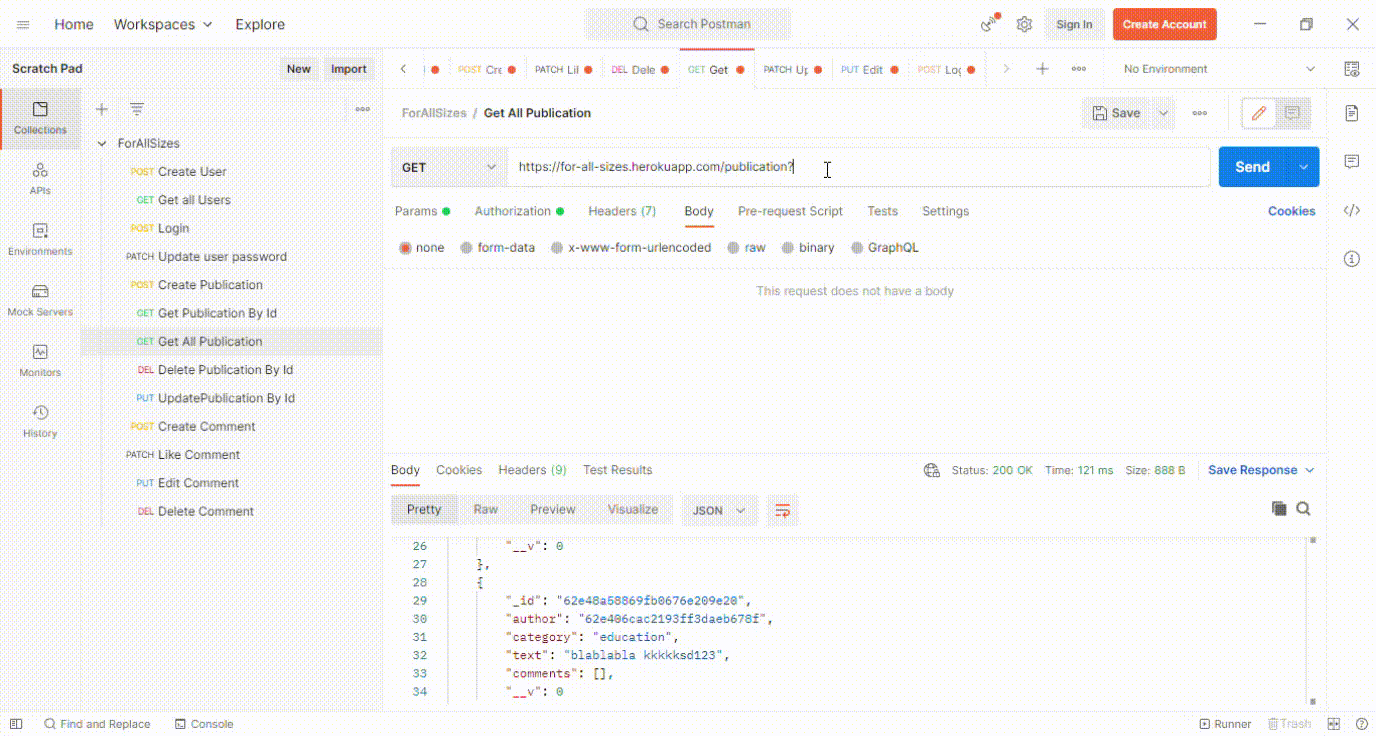 Home Workspaces Explore Search Postman Sign In Create Account
Scratch Pad New Import
POST Cre PATCH Lil DEL Dele GET Get PATCH Up PUT Edit POST Log No Environment
Collections
APIs
Environments
Mock Servers
Monitors
History
ForAllSizes
POST Create User
GET Get all Users
POST Login
PATCH Update user password
POST Create Publication
GET Get Publication By Id
GET Get All Publication
DEL Delete Publication By Id
PUT UpdatePublication By Id
POST Create Comment
PATCH Like Comment
PUT Edit Comment
DEL Delete Comment
ForAllSizes / Get All Publication Save
GET https://for-all-sizes.herokuapp.com/publication? Send
Params Authorization Headers (7) Body Pre-request Script Tests Settings Cookies
none form-data x-www-form-urlencoded raw binary GraphQL
This request does not have a body
Body Cookies Headers (9) Test Results Status: 200 OK Time: 121 ms Size: 888 B Save Response
Pretty Raw Preview Visualize JSON
26 "__v": 0
27 },
28 {
29 "_id": "62e48a58869fb0676e209e20",
30 "author": "62e406cac2193ff3daeb678f",
31 "category": "education",
32 "text": "blablabla kkkkksd123",
33 "comments": [],
34 "__v": 0
Find and Replace Console Runner Trash